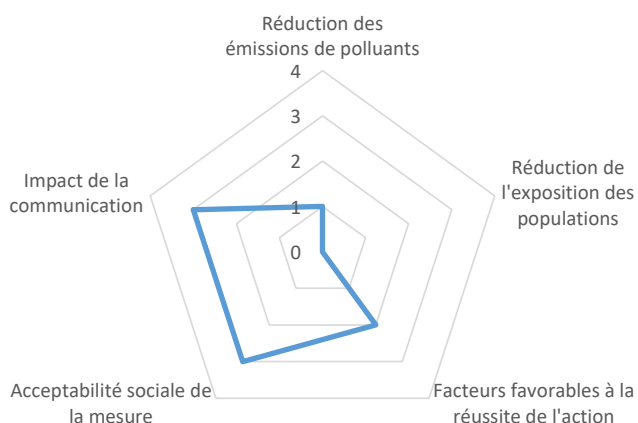 Réduction des
émissions de polluants
4
3
2
1
0
Réduction de
l'exposition des
populations
Facteurs favorables à la
réussite de l'action
Acceptabilité sociale de
la mesure
Impact de la
communication